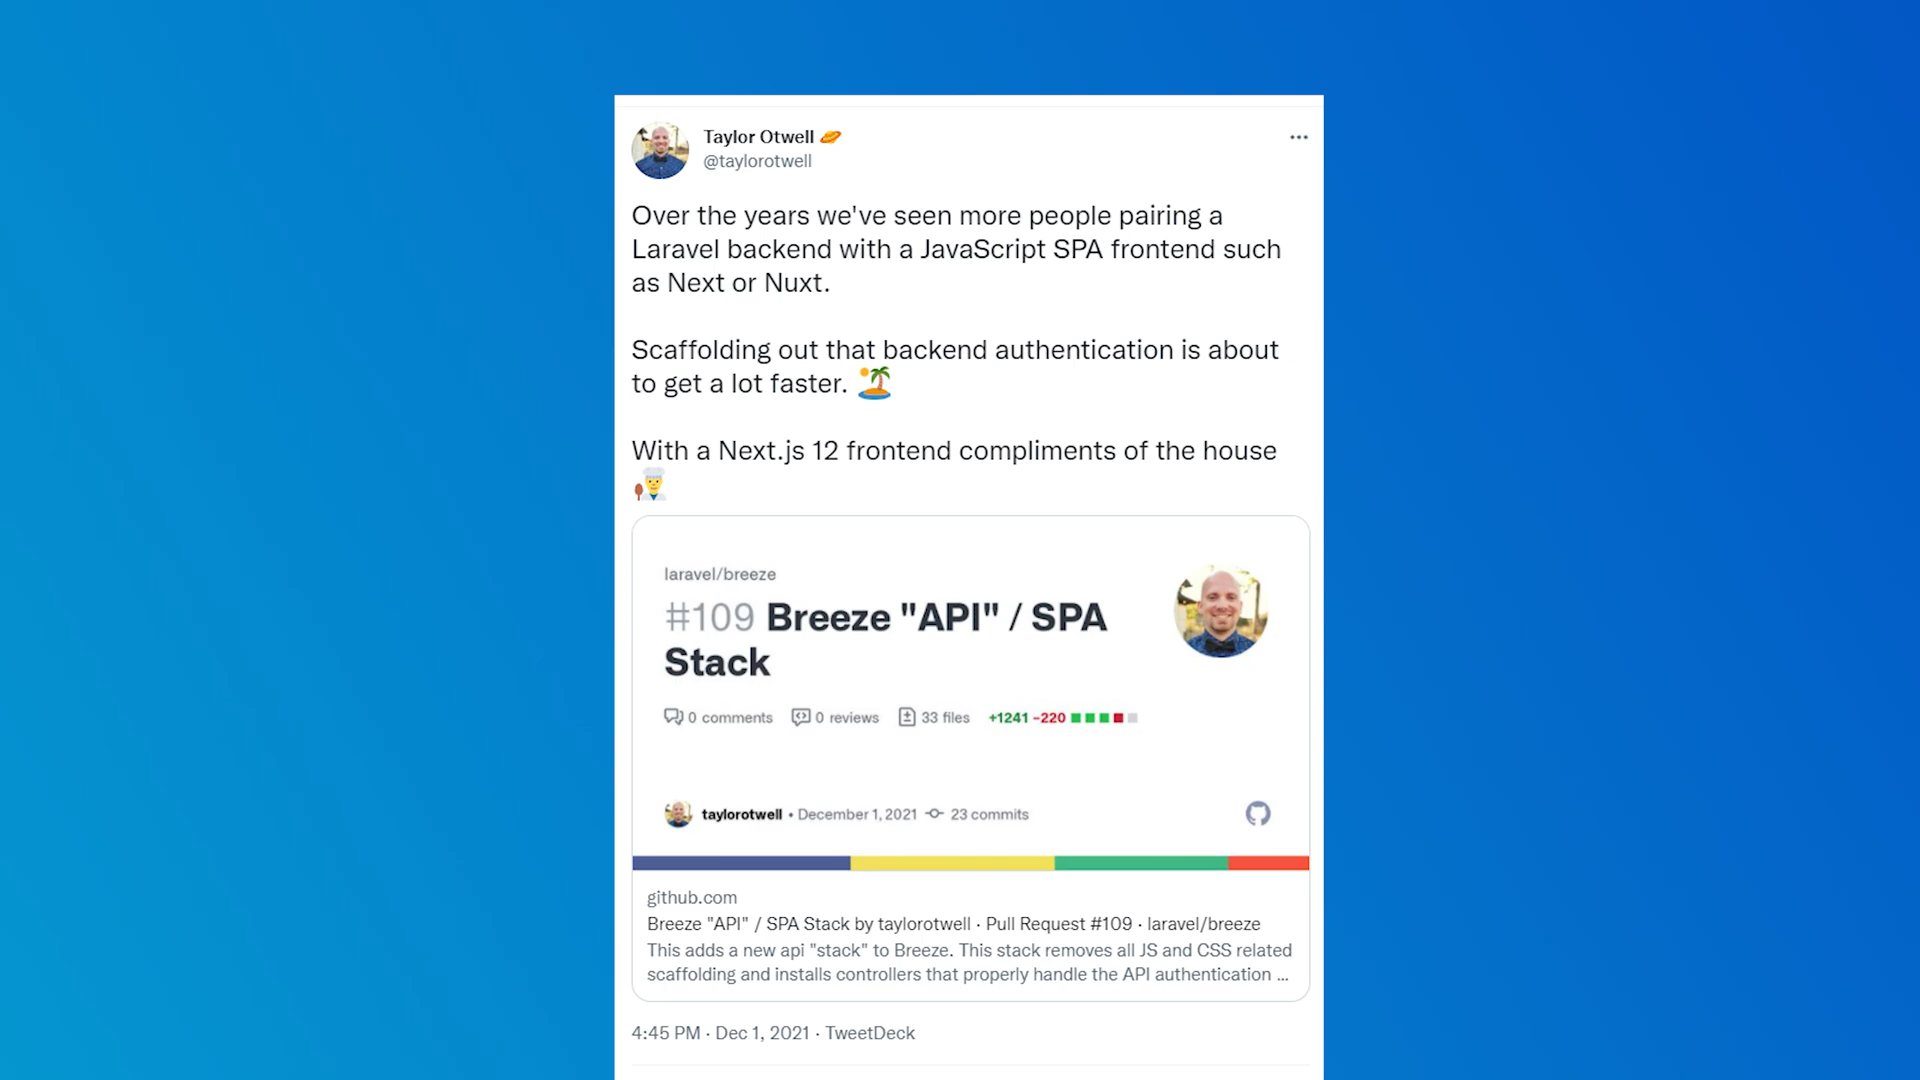 Taylor Otwell 🪐
@taylorotwell
Over the years we've seen more people pairing a
Laravel backend with a JavaScript SPA frontend such
as Next or Nuxt.
Scaffolding out that backend authentication is about
to get a lot faster. 🏝️
With a Next.js 12 frontend compliments of the house
👨‍🍳
laravel/breeze
#109 Breeze "API" / SPA
Stack
0 comments 0 reviews 33 files +1241 -220
taylorotwell • December 1, 2021 23 commits
github.com
Breeze "API" / SPA Stack by taylorotwell · Pull Request #109 · laravel/breeze
This adds a new api "stack" to Breeze. This stack removes all JS and CSS related
scaffolding and installs controllers that properly handle the API authentication ...
4:45 PM · Dec 1, 2021 · TweetDeck